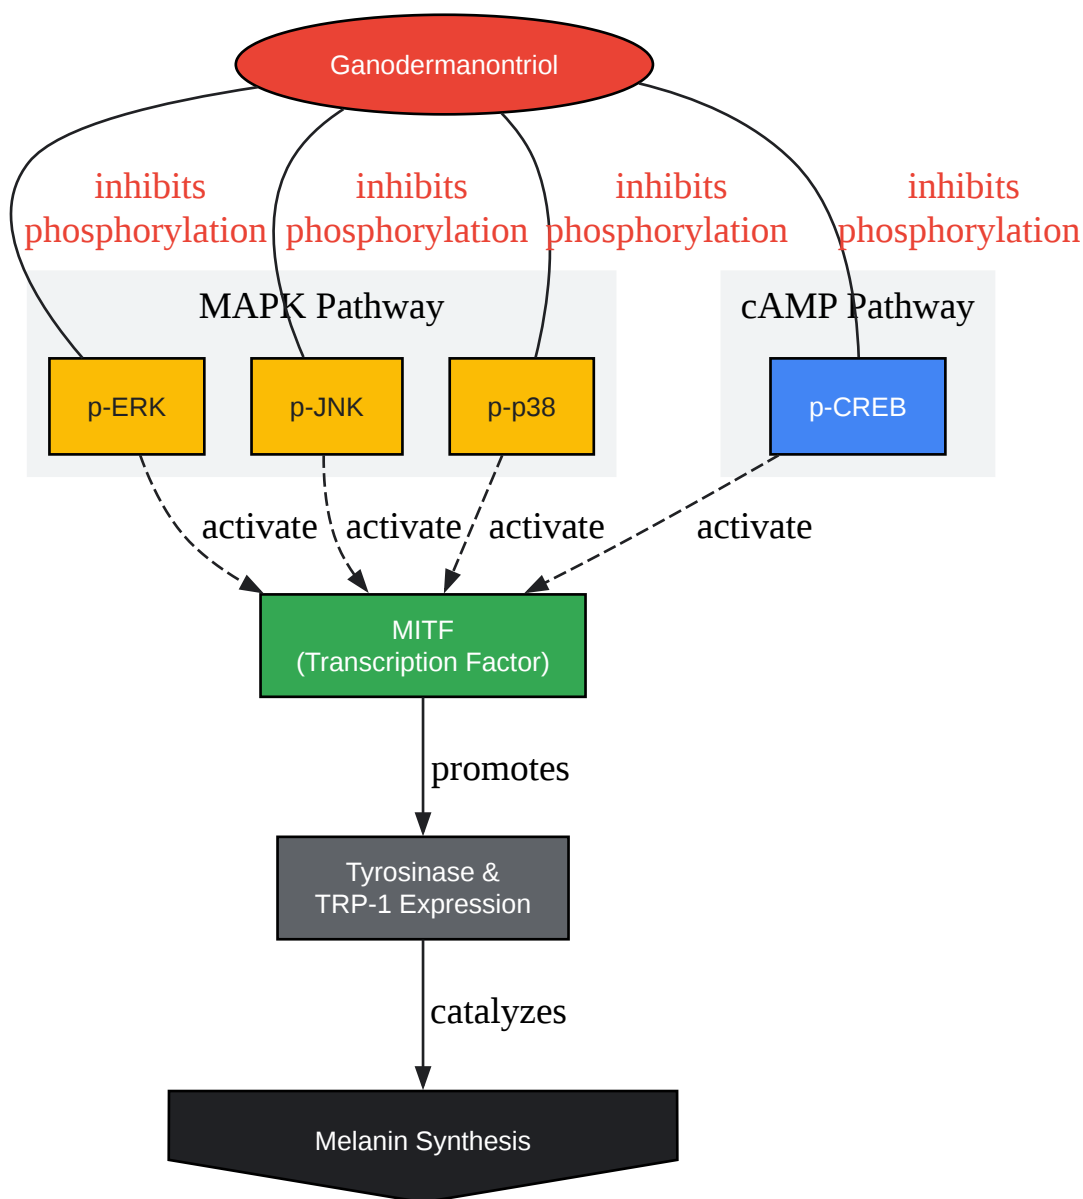 Ganodermanontriol
inhibits
phosphorylation
inhibits
phosphorylation
inhibits
phosphorylation
inhibits
phosphorylation
MAPK Pathway
cAMP Pathway
p-ERK
p-JNK
p-p38
p-CREB
activate
activate
activate
activate
MITF
(Transcription Factor)
promotes
Tyrosinase &
TRP-1 Expression
catalyzes
Melanin Synthesis